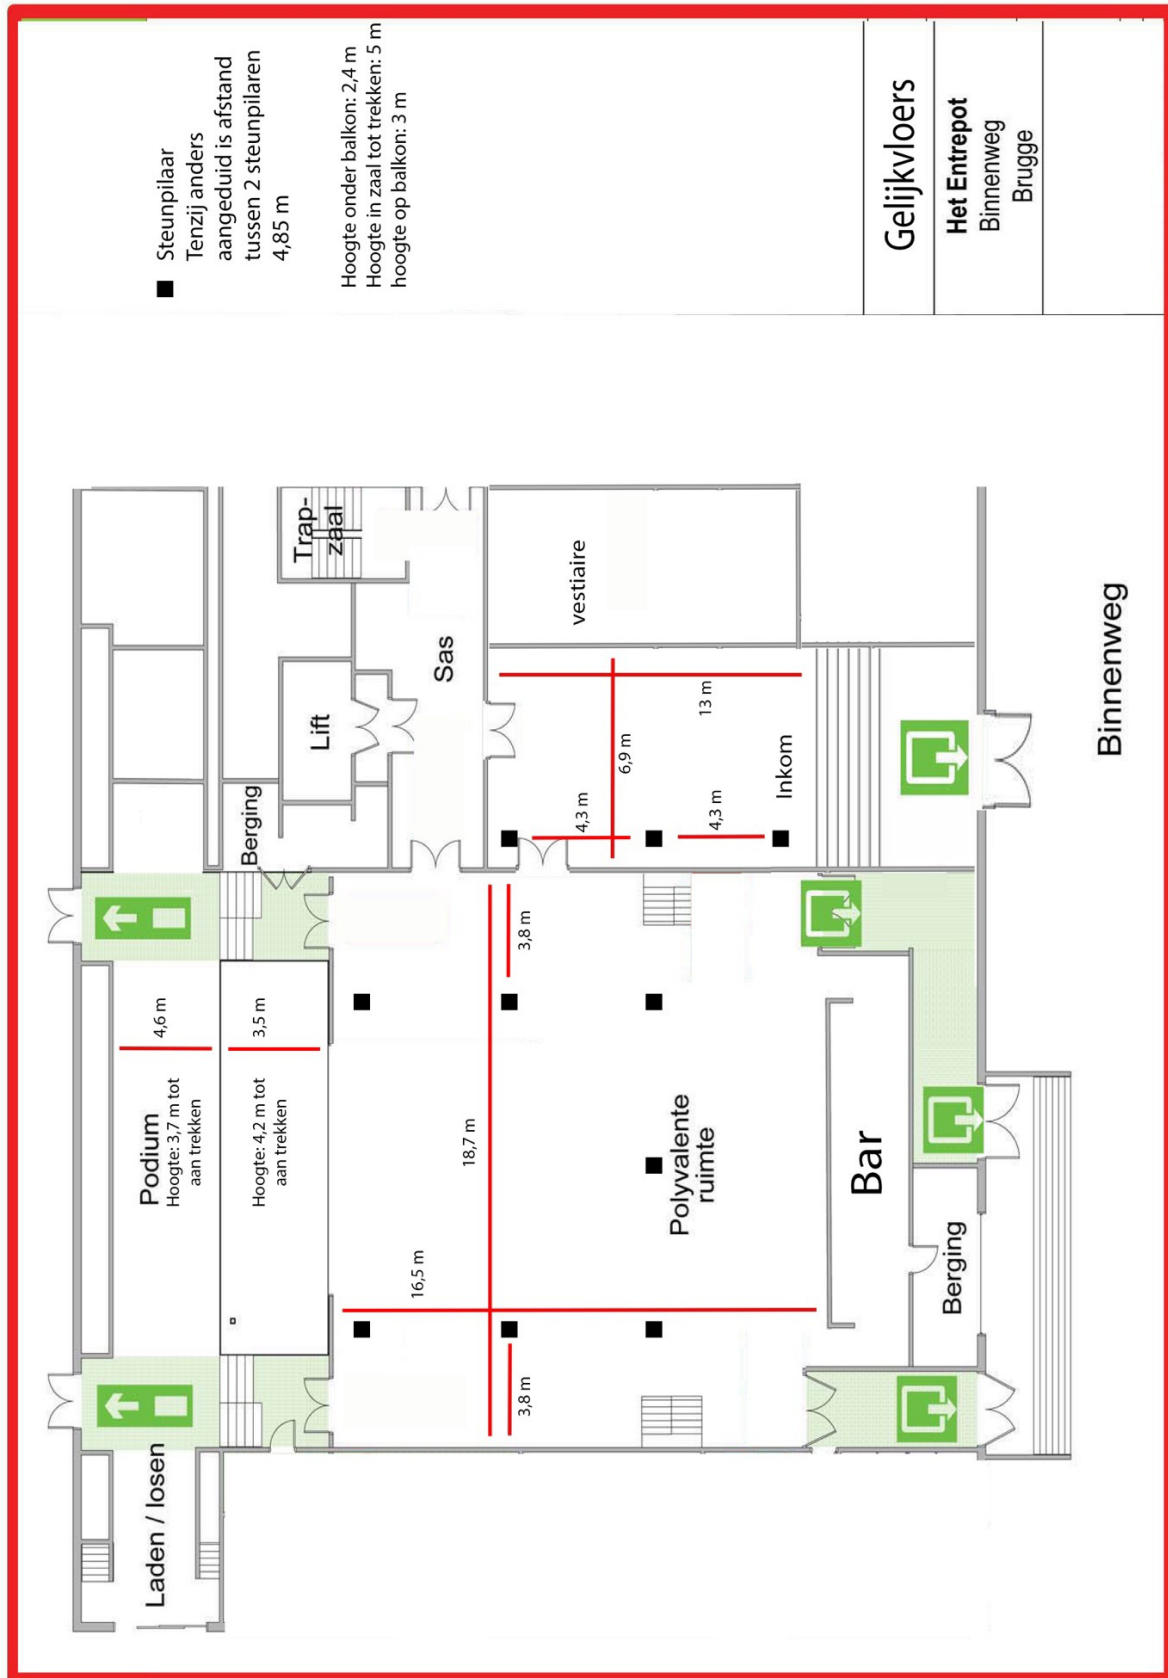 Steunpilaar
Tenzij anders
aangeduid is afstand
tussen 2 steunpilaren
4,85 m
Hoogte onder balkon: 2,4 m
Hoogte in zaal tot trekken: 5 m
hoogte op balkon: 3 m
Gelijkvloers
Het Entrepot
Binnenweg
Brugge
Trap-
zaal
Lift
Sas
vestiaire
Berging
13 m
6,9 m
4,3 m
4,3 m
Inkom
Binnenweg
4,6 m
3,5 m
3,8 m
Podium
Hoogte: 3,7 m tot
aan trekken
Hoogte: 4,2 m tot
aan trekken
18,7 m
Polyvalente
ruimte
Bar
16,5 m
Berging
3,8 m
Laden / losen